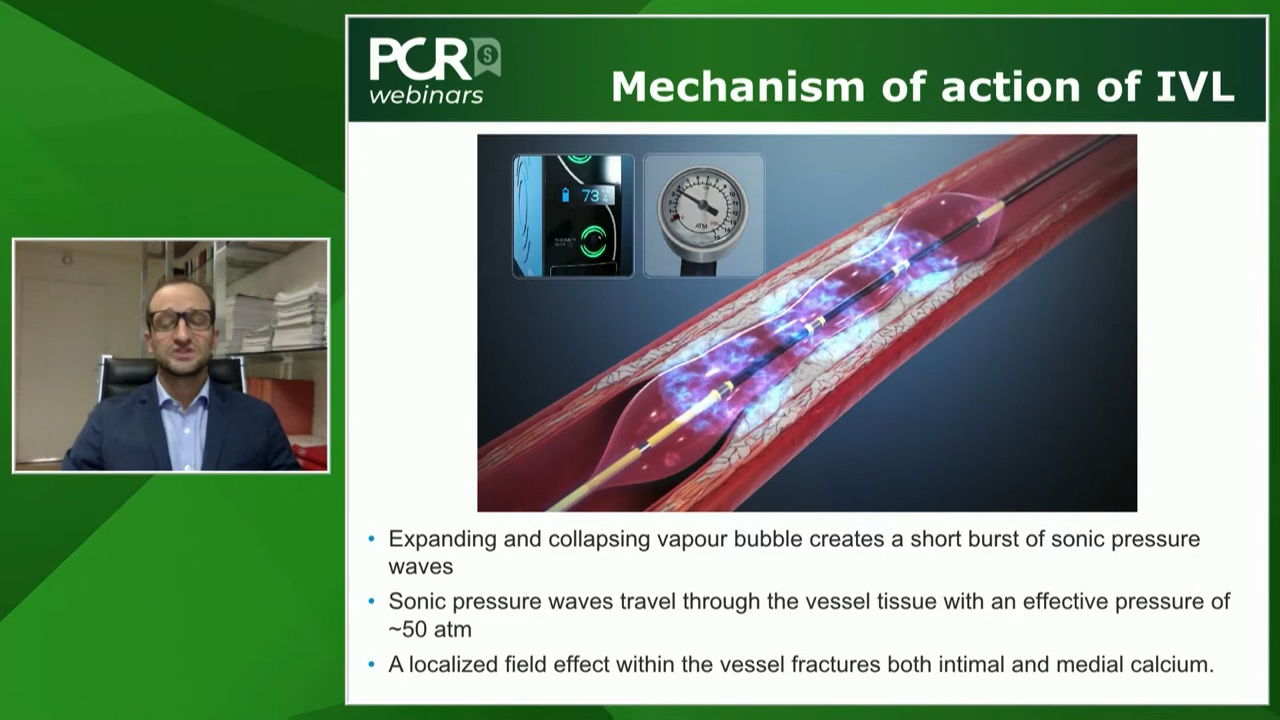 PCR
webinars
Mechanism of action of IVL
73
ATM
Expanding and collapsing vapour bubble creates a short burst of sonic pressure
waves
Sonic pressure waves travel through the vessel tissue with an effective pressure of
~50 atm
A localized field effect within the vessel fractures both intimal and medial calcium.